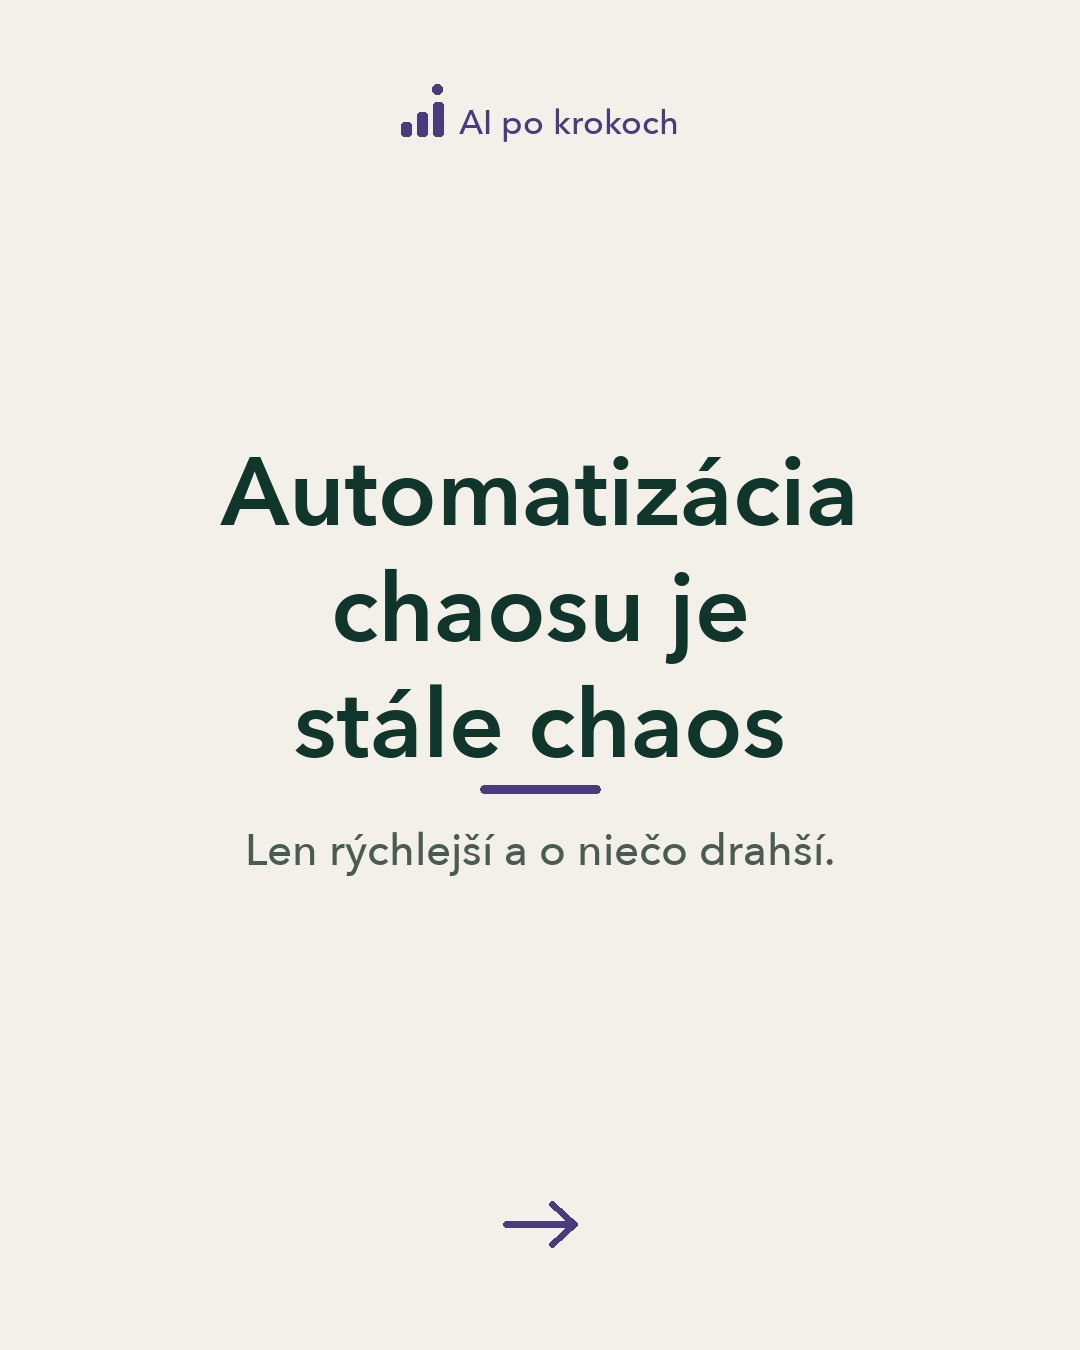 AI po krokoch
Automatizácia
chaosu je
stále chaos
Len rýchlejší a o niečo drahší.